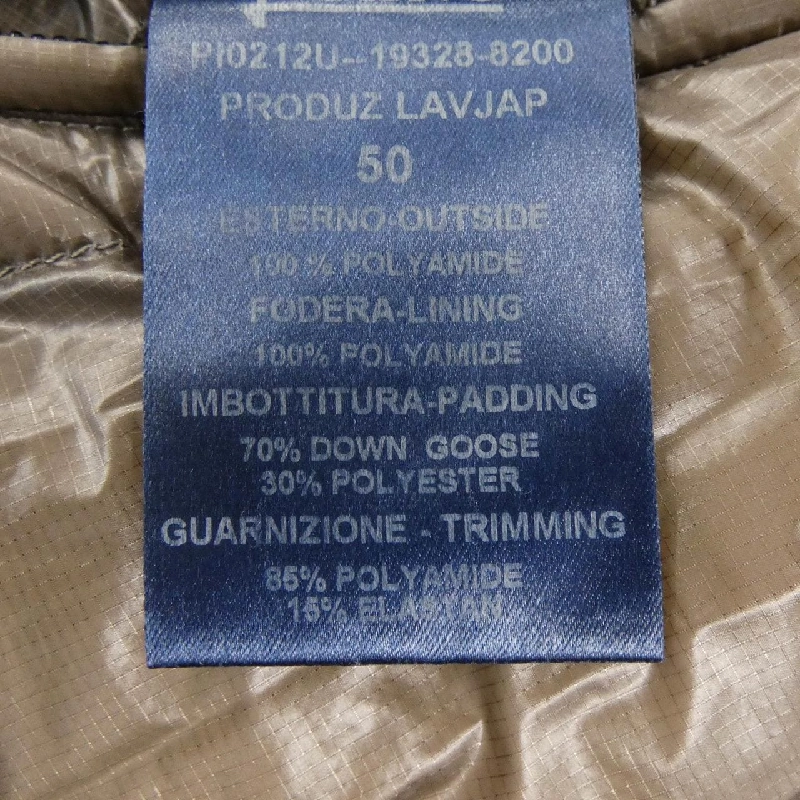 PI0212U--19328-8200
PRODUZ LAVJAP
50
ESTERNO-OUTSIDE
100 % POLYAMIDE
FODERA-LINING
100% POLYAMIDE
IMBOTTITURA-PADDING
70% DOWN GOOSE
30% POLYESTER
GUARNIZIONE - TRIMMING
85% POLYAMIDE
15% ELASTAN